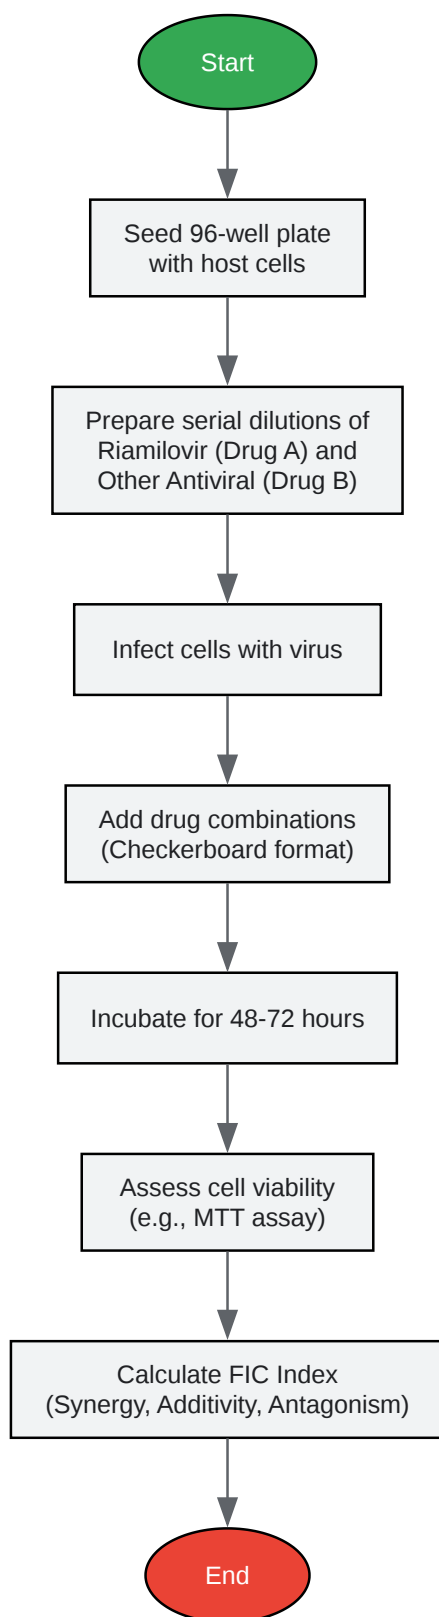 Start
Seed 96-well plate
with host cells
Prepare serial dilutions of
Riamilovir (Drug A) and
Other Antiviral (Drug B)
Infect cells with virus
Add drug combinations
(Checkerboard format)
Incubate for 48-72 hours
Assess cell viability
(e.g., MTT assay)
Calculate FIC Index
(Synergy, Additivity, Antagonism)
End